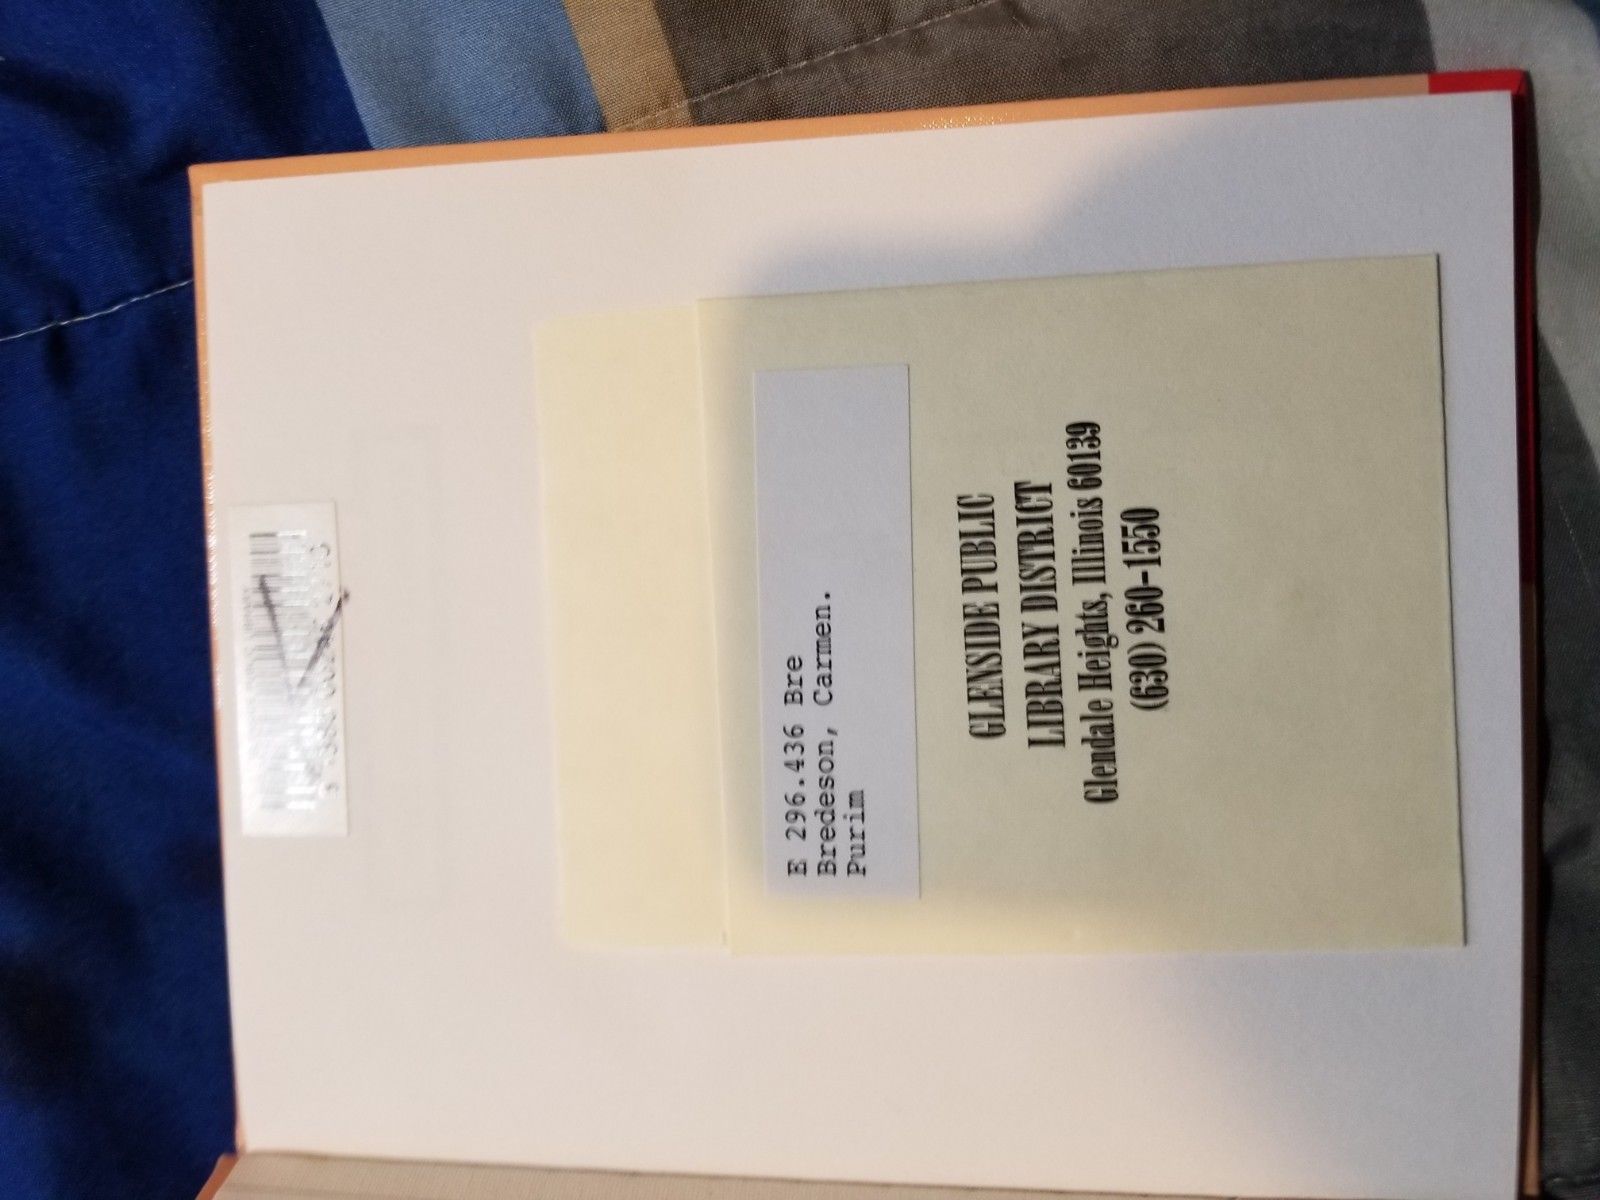 E 296.436 Bre
Bredeson, Carmen.
Purim
GLENSIDE PUBLIC
LIBRARY DISTRICT
Glendale Heights, Illinois 60139
(630) 260-1550